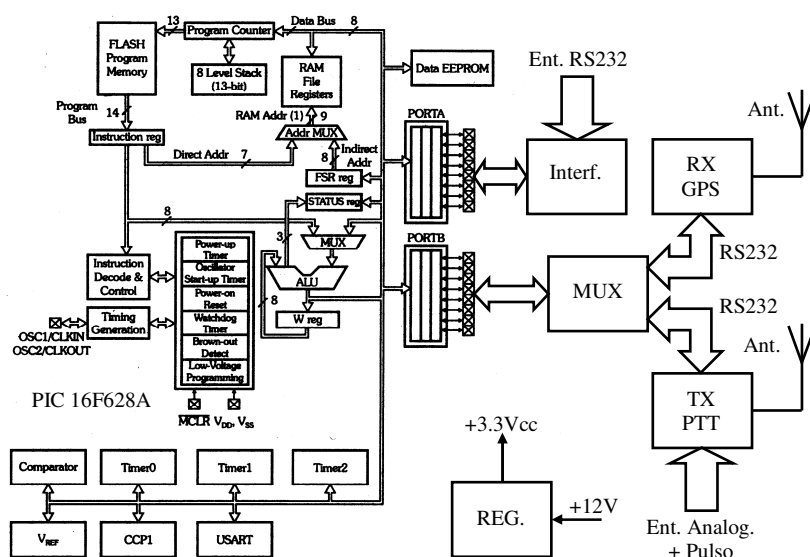 13
Program Counter
Data Bus
8
FLASH
Program
Memory
8 Level Stack
(13-bit)
RAM
File
Registers
Data EEPROM
Ent. RS232
Ant.
Program
Bus
14
RAM Addr (1)
9
PORTA
Instruction reg
Addr MUX
Direct Addr
7
8
Indirect
Addr
FSR reg
Interf.
RX
GPS
STATUS reg
8
3
MUX
PORTB
RS232
Power-up
Timer
Oscillator
Start-up Timer
Power-on
Reset
Watchdog
Timer
Brown-out
Detect
Low-Voltage
Programming
Instruction
Decode &
Control
ALU
8
MUX
RS232
Timing
Generation
W reg
OSC1/CLKIN
OSC2/CLKOUT
Ant.
PIC 16F628A
MCLR VDD, VSS
TX
PTT
+3.3Vcc
Comparator
Timer0
Timer1
Timer2
+12V
REG.
VREF
CCP1
USART
Ent. Analog.
+ Pulso